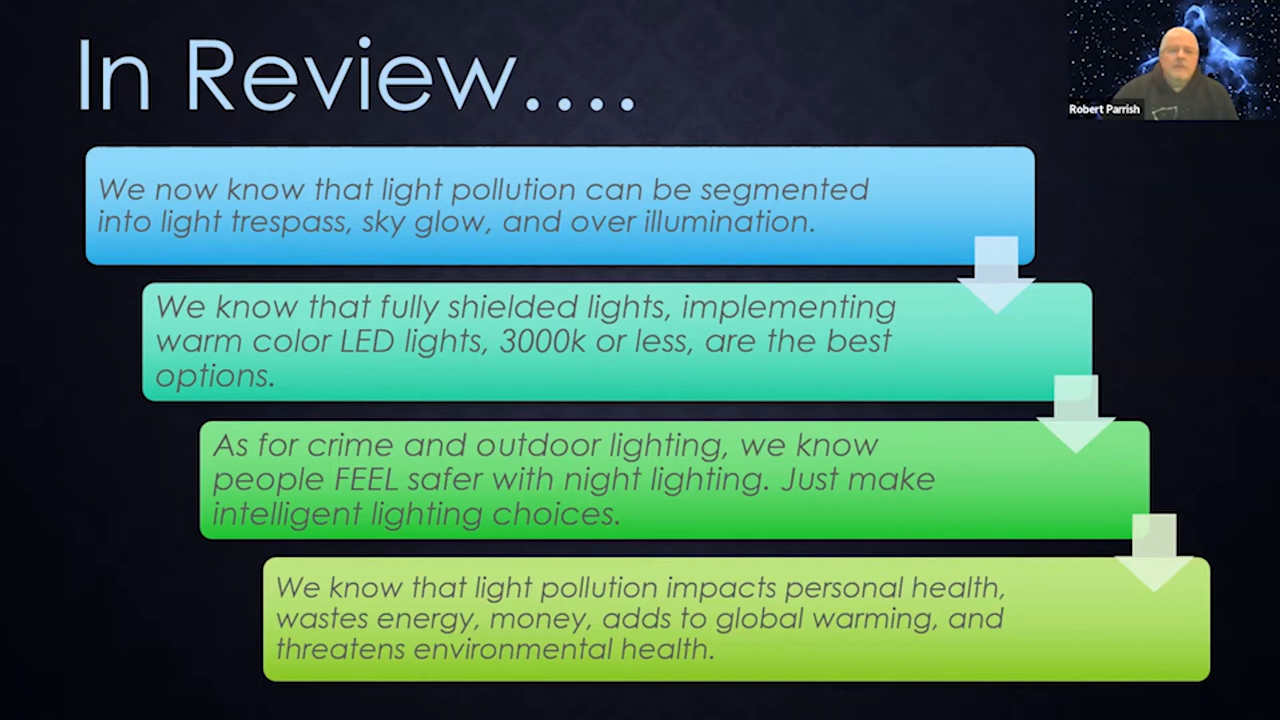 In Review....
Robert Parrish
We now know that light pollution can be segmented
into light trespass, sky glow, and over illumination.
We know that fully shielded lights, implementing
warm color LED lights, 3000k or less, are the best
options.
As for crime and outdoor lighting, we know
people FEEL safer with night lighting. Just make
intelligent lighting choices.
We know that light pollution impacts personal health,
wastes energy, money, adds to global warming, and
threatens environmental health.